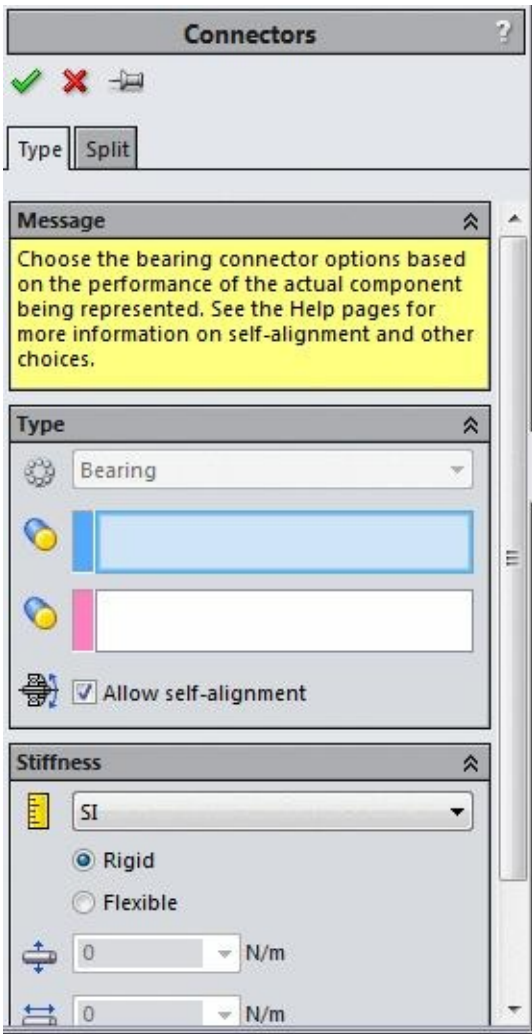 Connectors ?
Type Split
Message
Choose the bearing connector options based
on the performance of the actual component
being represented. See the Help pages for
more information on self-alignment and other
choices.
Type
Bearing
Allow self-alignment
Stiffness
SI
Rigid
Flexible
0 N/m
0 N/m